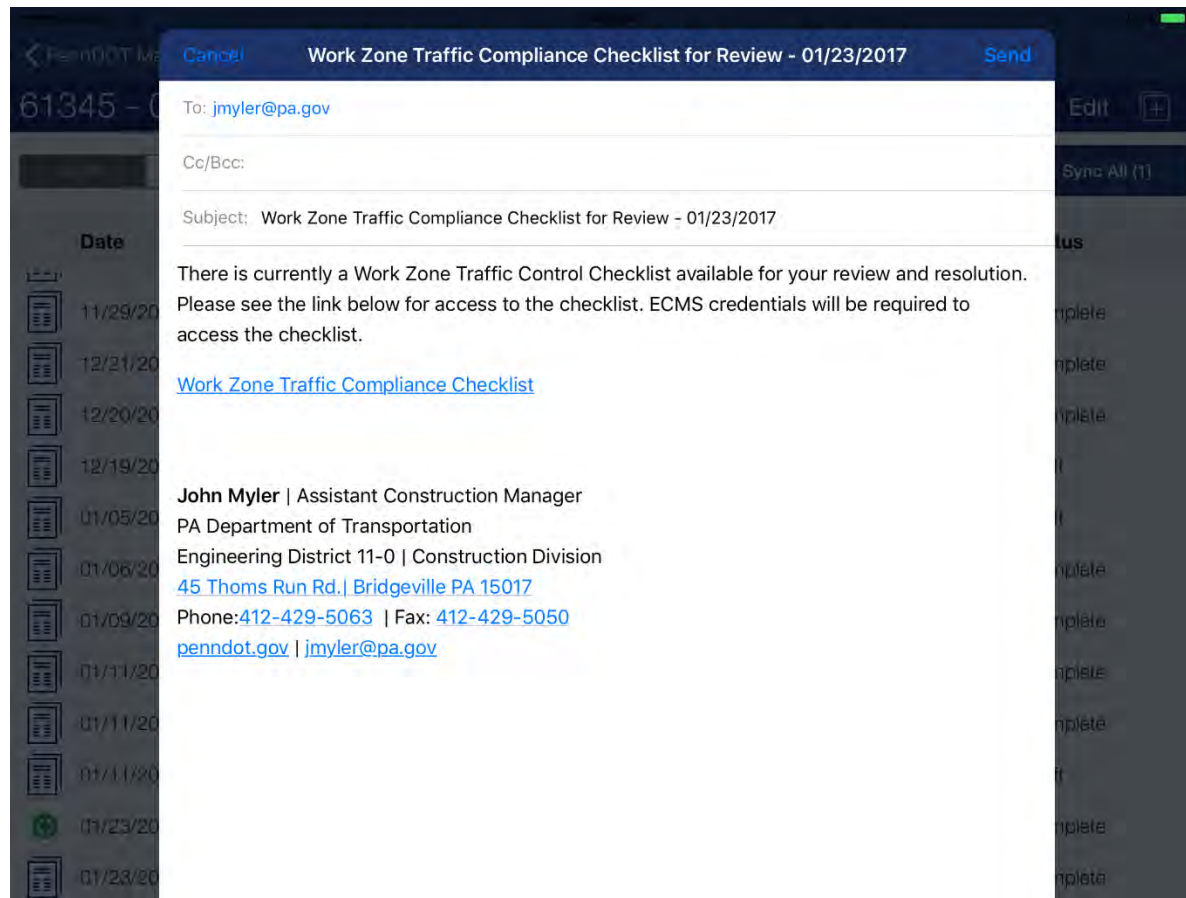 Cancel Work Zone Traffic Compliance Checklist for Review - 01/23/2017 Send
61345 - Edit
To: jmyler@pa.gov
Cc/Bcc:
Sync All (1)
Subject: Work Zone Traffic Compliance Checklist for Review - 01/23/2017
Date
There is currently a Work Zone Traffic Control Checklist available for your review and resolution.
Please see the link below for access to the checklist. ECMS credentials will be required to
access the checklist.
Work Zone Traffic Compliance Checklist
John Myler | Assistant Construction Manager
PA Department of Transportation
Engineering District 11-0 | Construction Division
45 Thoms Run Rd.| Bridgeville PA 15017
Phone:412-429-5063 | Fax: 412-429-5050
penndot.gov | jmyler@pa.gov
11/29/20
12/21/20
12/20/20
12/19/20
01/05/20
01/06/20
01/09/20
01/11/20
01/11/20
01/11/20
01/23/20
01/23/20